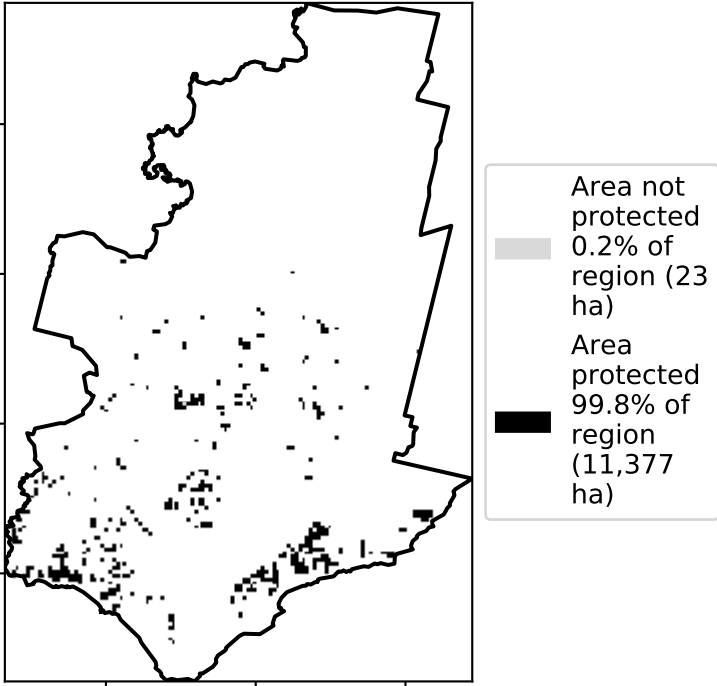 Area not
protected
0.2% of
region (23
ha)
Area
protected
99.8% of
region
(11,377
ha)